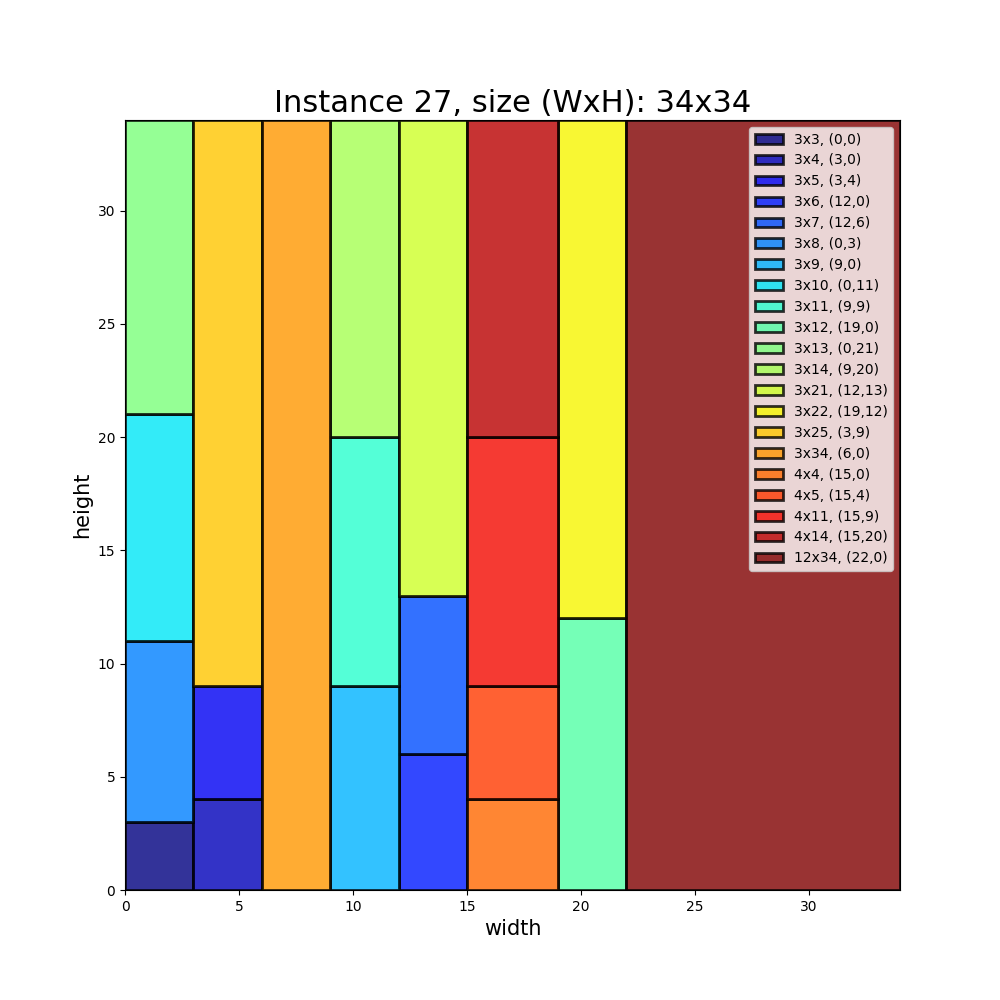 Instance 27, size (WxH): 34x34
3x3, (0,0)
3x4, (3,0)
3x5, (3,4)
3x6, (12,0)
3x7, (12,6)
3x8, (0,3)
3x9, (9,0)
3x10, (0,11)
3x11, (9,9)
3x12, (19,0)
3x13, (0,21)
3x14, (9,20)
3x21, (12,13)
3x22, (19,12)
3x25, (3,9)
3x34, (6,0)
4x4, (15,0)
4x5, (15,4)
4x11, (15,9)
4x14, (15,20)
12x34, (22,0)
height
30
25
20
15
10
5
0
0 5 10 15 20 25 30
width